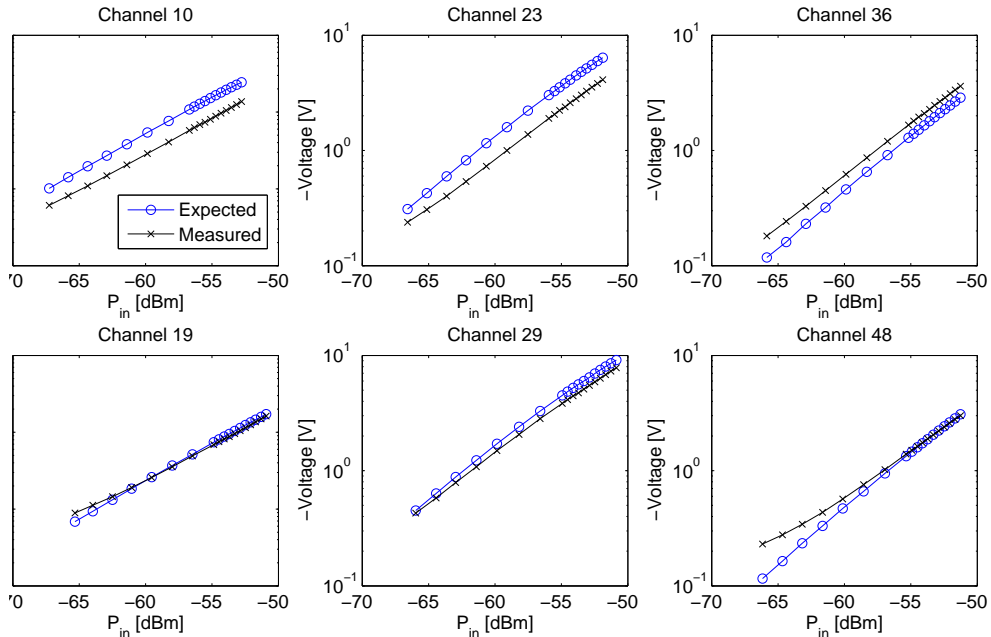 Channel 10
Channel 23
Channel 36
Expected
Measured
−70
−65
−60
−55
−50
P_in [dBm]
−Voltage [V]
10^1
10^0
10^−1
−70
−65
−60
−55
−50
P_in [dBm]
−Voltage [V]
10^1
10^0
10^−1
−70
−65
−60
−55
−50
P_in [dBm]
Channel 19
Channel 29
Channel 48
−70
−65
−60
−55
−50
P_in [dBm]
−Voltage [V]
10^1
10^0
10^−1
−70
−65
−60
−55
−50
P_in [dBm]
−Voltage [V]
10^1
10^0
10^−1
−70
−65
−60
−55
−50
P_in [dBm]